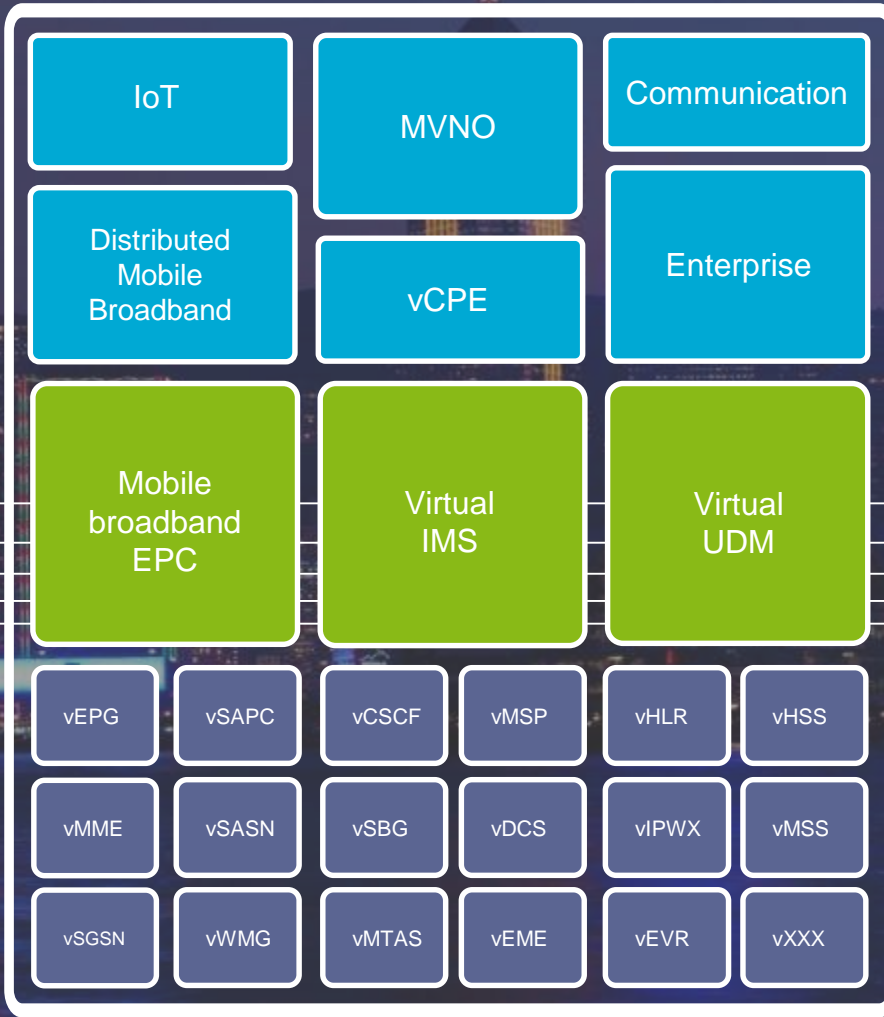 IoT
MVNO
Communication
Distributed
Mobile
Broadband
vCPE
Enterprise
Mobile
broadband
EPC
Virtual
IMS
Virtual
UDM
vEPG
vSAPC
vCSCF
vMSP
vHLR
vHSS
vMME
vSASN
vSBG
vDCS
vIPWX
vMSS
vSGSN
vWMG
vMTAS
vEME
vEVR
vXXX